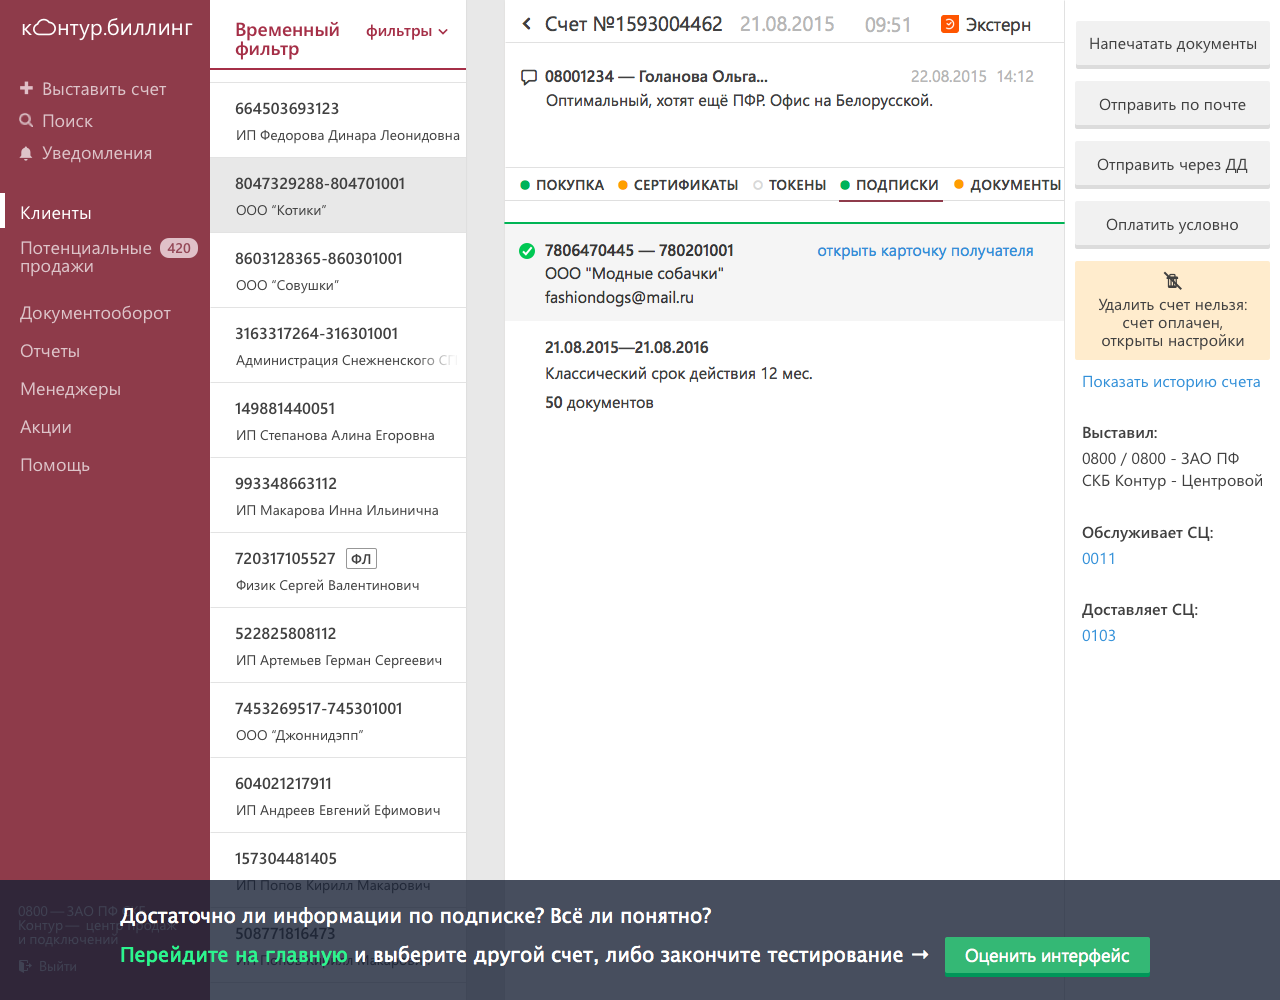 контур.биллинг
Выставить счет
Поиск
Уведомления
Клиенты
Потенциальные 420
продажи
Документооборот
Отчеты
Менеджеры
Акции
Помощь
0800 — ЗАО ПФ СКБ
Контур — центр продаж
и подключений
Выйти
Временный фильтры
фильтр
664503693123
ИП Федорова Динара Леонидовна
8047329288-804701001
ООО “Котики”
8603128365-860301001
ООО “Совушки”
3163317264-316301001
Администрация Снежненского СП
149881440051
ИП Степанова Алина Егоровна
993348663112
ИП Макарова Инна Ильинична
720317105527 ФЛ
Физик Сергей Валентинович
522825808112
ИП Артемьев Герман Сергеевич
7453269517-745301001
ООО “Джоннидэпп”
604021217911
ИП Андреев Евгений Ефимович
157304481405
ИП Попов Кирилл Макарович
508771816473
Счет №1593004462 21.08.2015 09:51 Экстерн
08001234 — Голанова Ольга... 22.08.2015 14:12
Оптимальный, хотят ещё ПФР. Офис на Белорусской.
ПОКУПКА СЕРТИФИКАТЫ ТОКЕНЫ ПОДПИСКИ ДОКУМЕНТЫ
7806470445 — 780201001 открыть карточку получателя
ООО "Модные собачки"
fashiondogs@mail.ru
21.08.2015—21.08.2016
Классический срок действия 12 мес.
50 документов
Напечатать документы
Отправить по почте
Отправить через ДД
Оплатить условно
Удалить счет нельзя:
счет оплачен,
открыты настройки
Показать историю счета
Выставил:
0800 / 0800 - ЗАО ПФ
СКБ Контур - Центровой
Обслуживает СЦ:
0011
Доставляет СЦ:
0103
Достаточно ли информации по подписке? Всё ли понятно?
Перейдите на главную и выберите другой счет, либо закончите тестирование → Оценить интерфейс